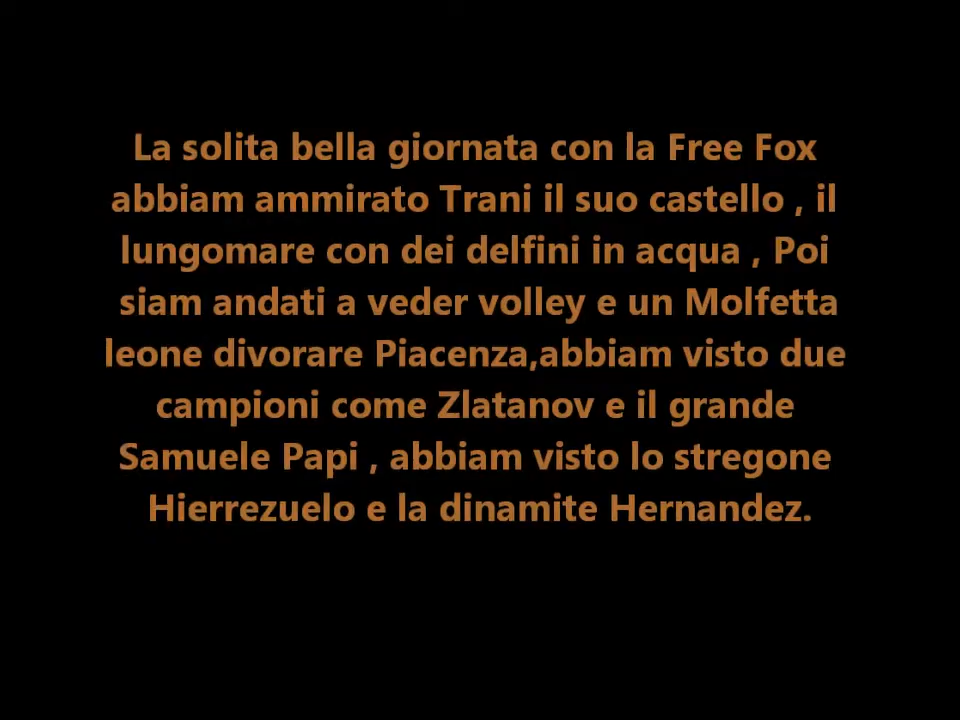 La solita bella giornata con la Free Fox
abbiam ammirato Trani il suo castello , il
lungomare con dei delfini in acqua , Poi
siam andati a veder volley e un Molfetta
leone divorare Piacenza,abbiam visto due
campioni come Zlatanov e il grande
Samuele Papi , abbiam visto lo stregone
Hierrezuelo e la dinamite Hernandez.